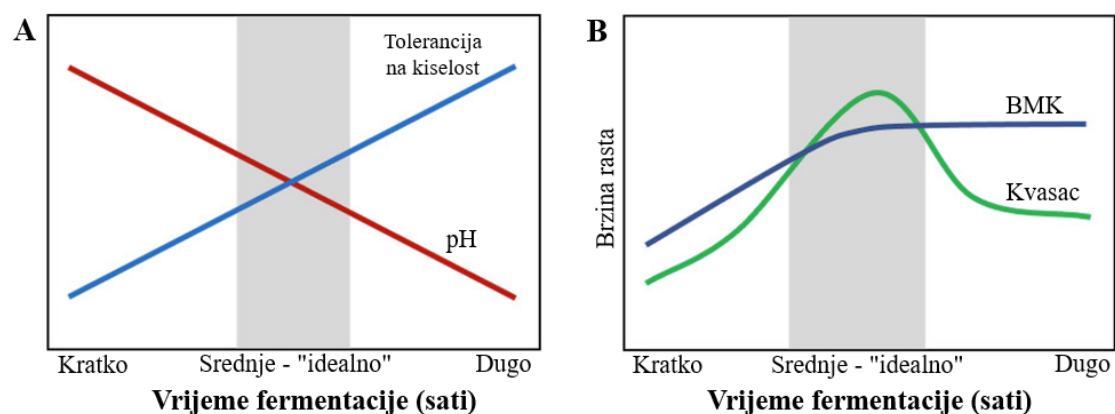 A
Tolerancija
na kiselost
pH
Kratko
Srednje - "idealno"
Dugo
Vrijeme fermentacije (sati)
B
Brzina rasta
BMK
Kvasac
Kratko
Srednje - "idealno"
Dugo
Vrijeme fermentacije (sati)